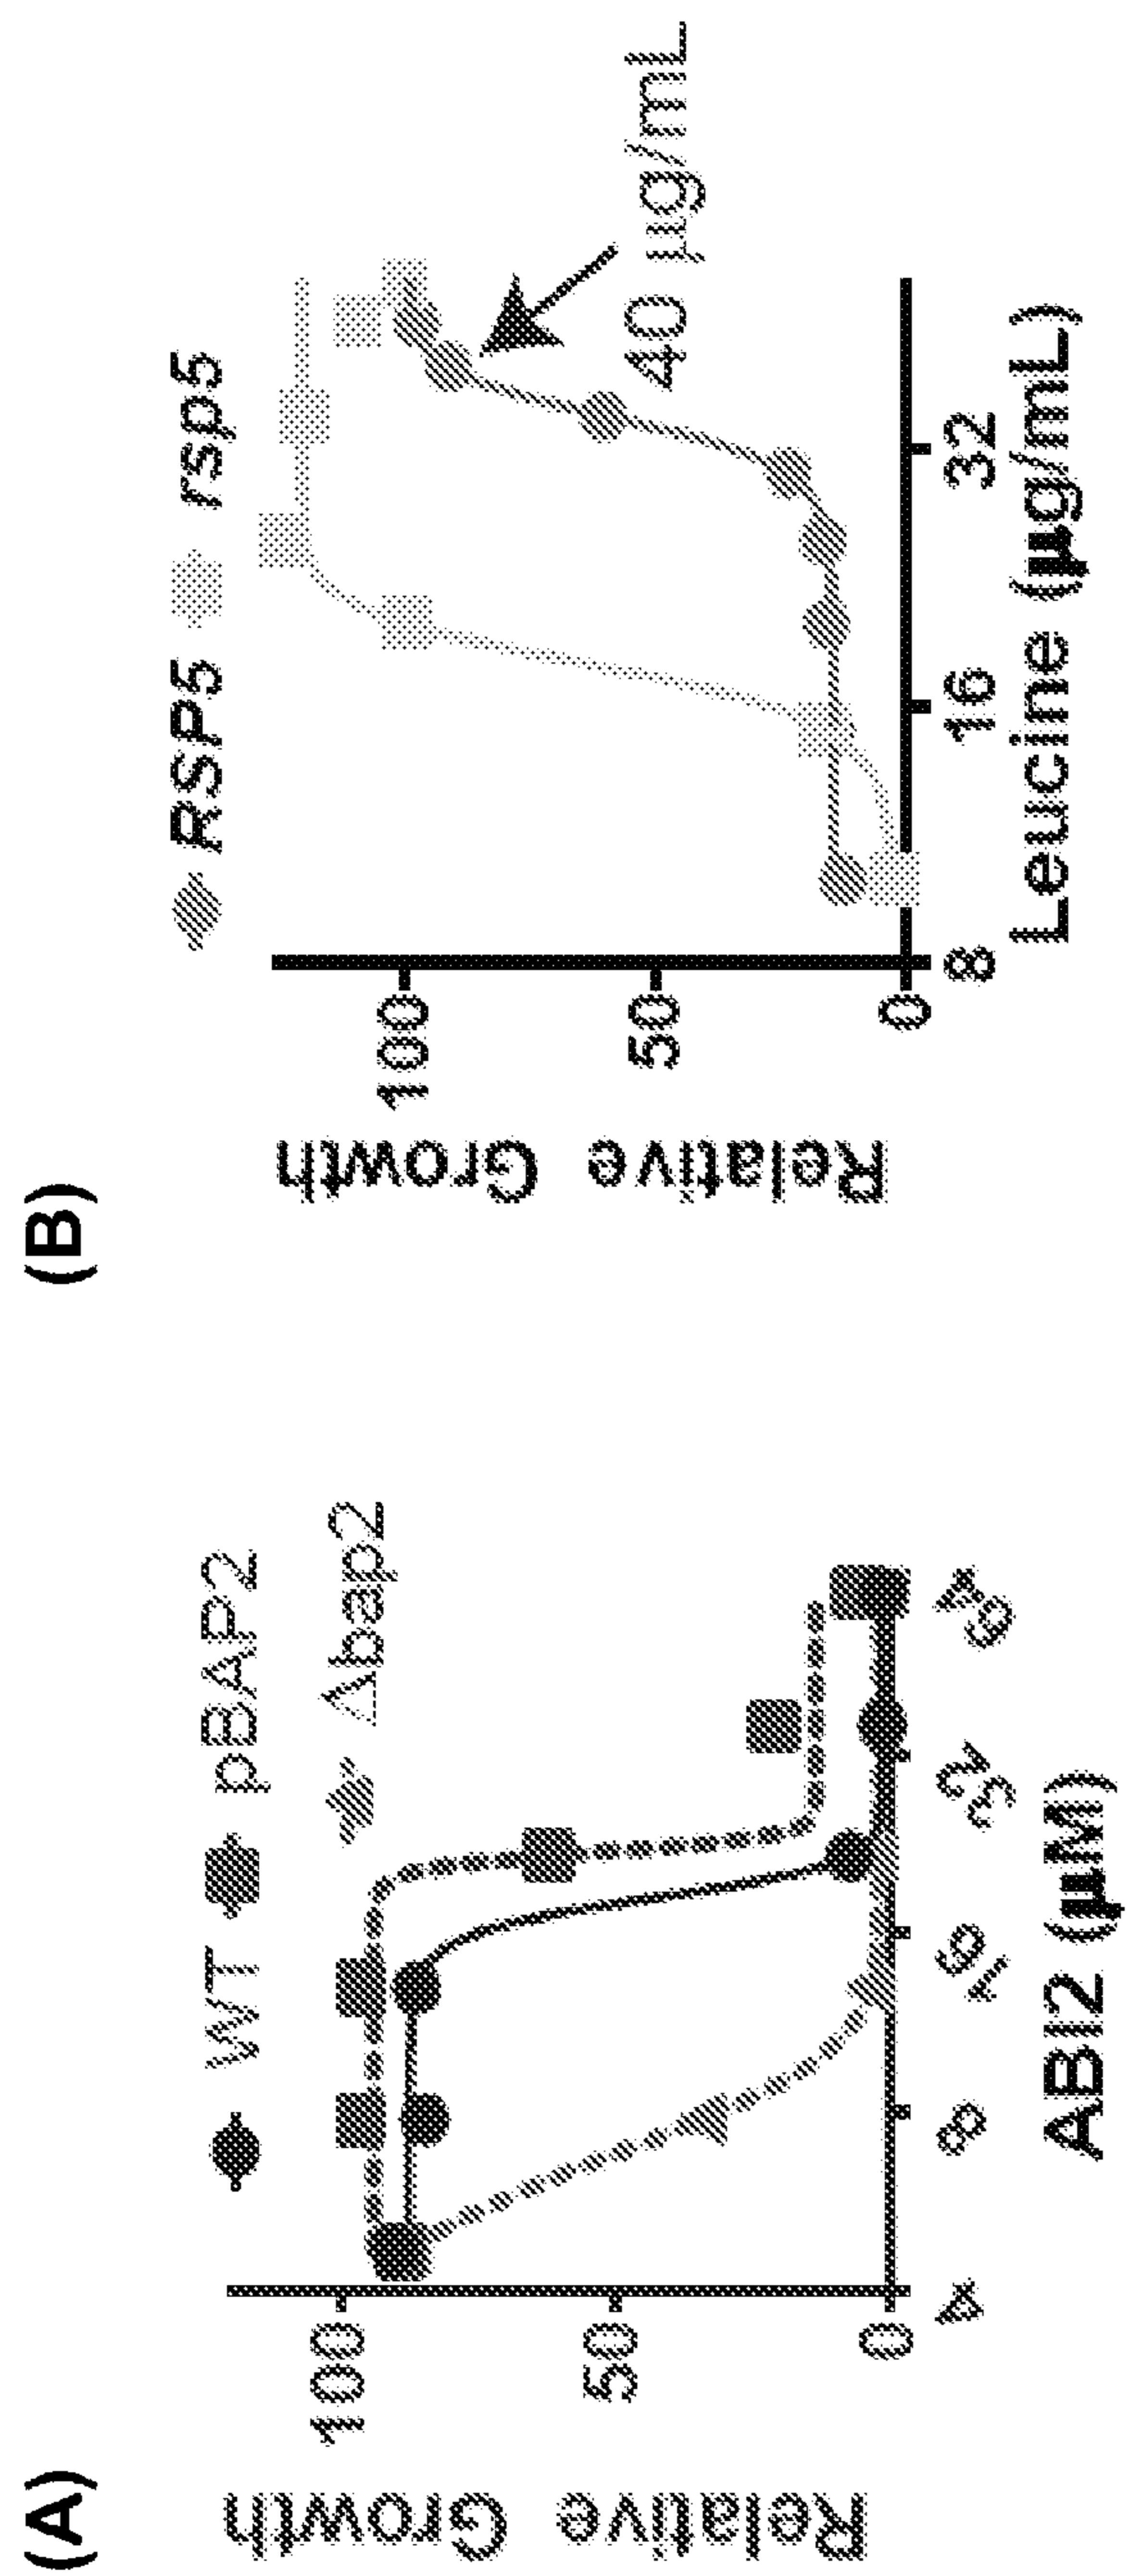 (A)
WT pBAP2
Δbap2
Relative Growth
100
50
0
4 8 16 32 64
ABI2 (µM)
(B)
RSP5 rsp5
Relative Growth
100
50
0
40 µg/mL
8 16 32
Leucine (µg/mL)